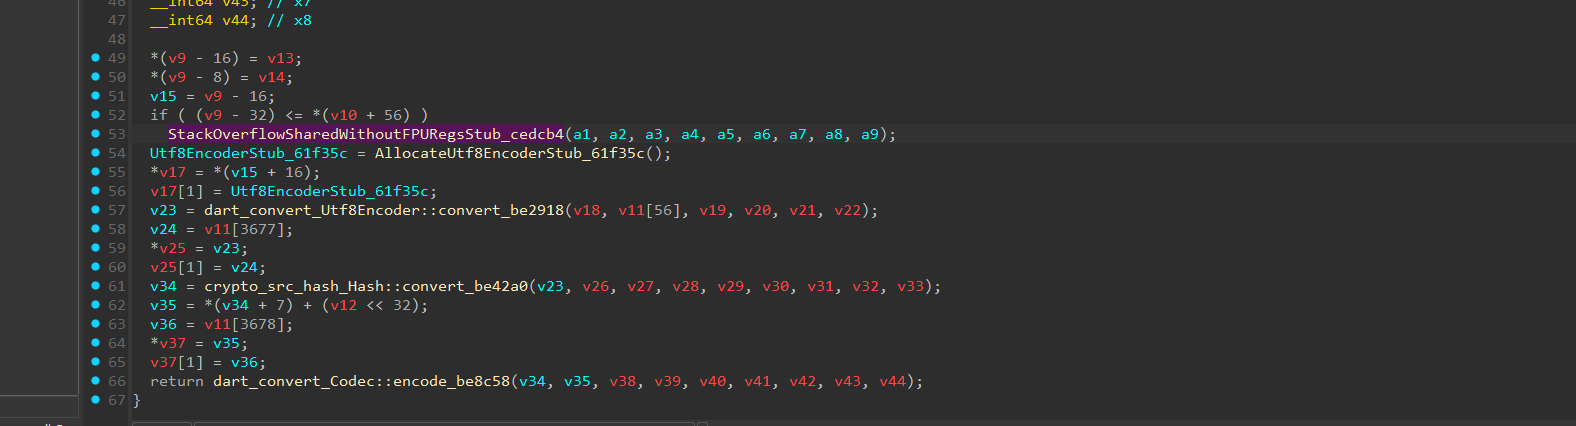 46 __int64 v43; // x7
47 __int64 v44; // x8
48
49 *(v9 - 16) = v13;
50 *(v9 - 8) = v14;
51 v15 = v9 - 16;
52 if ( (v9 - 32) <= *(v10 + 56) )
53 StackOverflowSharedWithoutFPURegsStub_cedcb4(a1, a2, a3, a4, a5, a6, a7, a8, a9);
54 Utf8EncoderStub_61f35c = AllocateUtf8EncoderStub_61f35c();
55 *v17 = *(v15 + 16);
56 v17[1] = Utf8EncoderStub_61f35c;
57 v23 = dart_convert_Utf8Encoder::convert_be2918(v18, v11[56], v19, v20, v21, v22);
58 v24 = v11[3677];
59 *v25 = v23;
60 v25[1] = v24;
61 v34 = crypto_src_hash_Hash::convert_be42a0(v23, v26, v27, v28, v29, v30, v31, v32, v33);
62 v35 = *(v34 + 7) + (v12 << 32);
63 v36 = v11[3678];
64 *v37 = v35;
65 v37[1] = v36;
66 return dart_convert_Codec::encode_be8c58(v34, v35, v38, v39, v40, v41, v42, v43, v44);
67 }